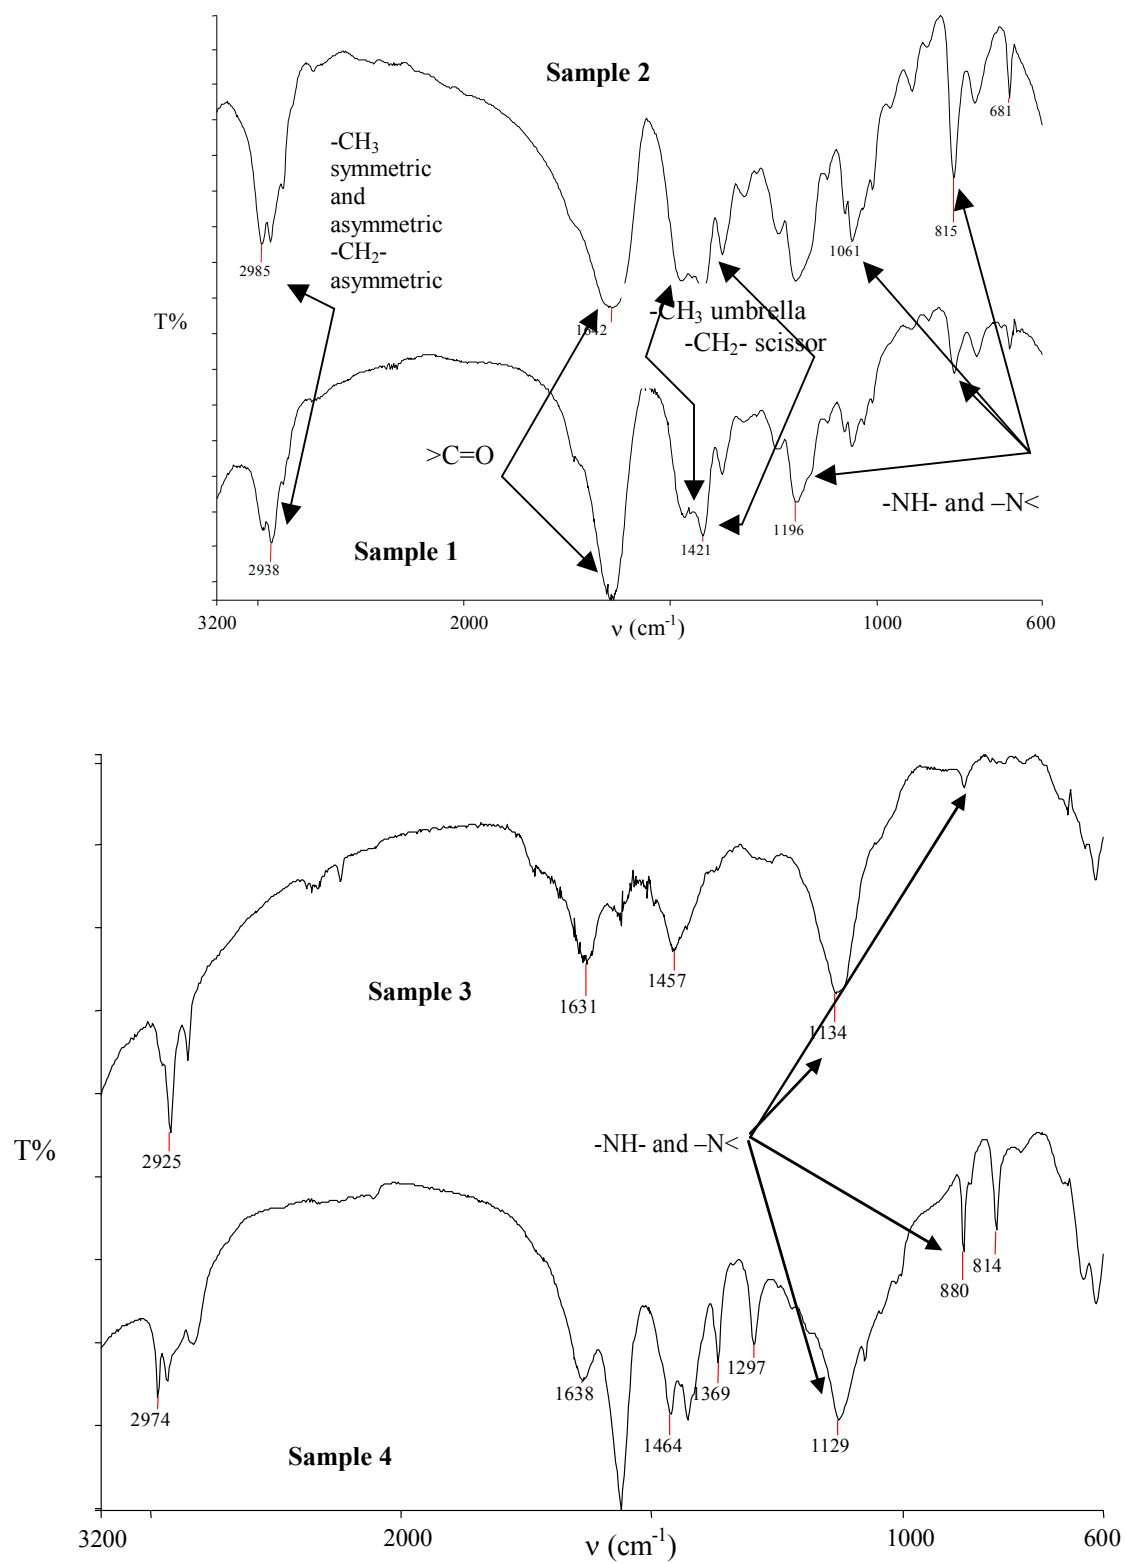 Sample 2
681
-CH3
symmetric
and
asymmetric
-CH2-
asymmetric
2985
1061
815
T%
1642
-CH3 umbrella
-CH2- scissor
>C=O
-NH- and –N<
1196
1421
Sample 1
2938
3200
2000
ν (cm-1)
1000
600
Sample 3
1631
1457
1134
-NH- and –N<
T%
2925
880
814
1638
1369
1297
2974
1464
1129
Sample 4
3200
2000
ν (cm-1)
1000
600